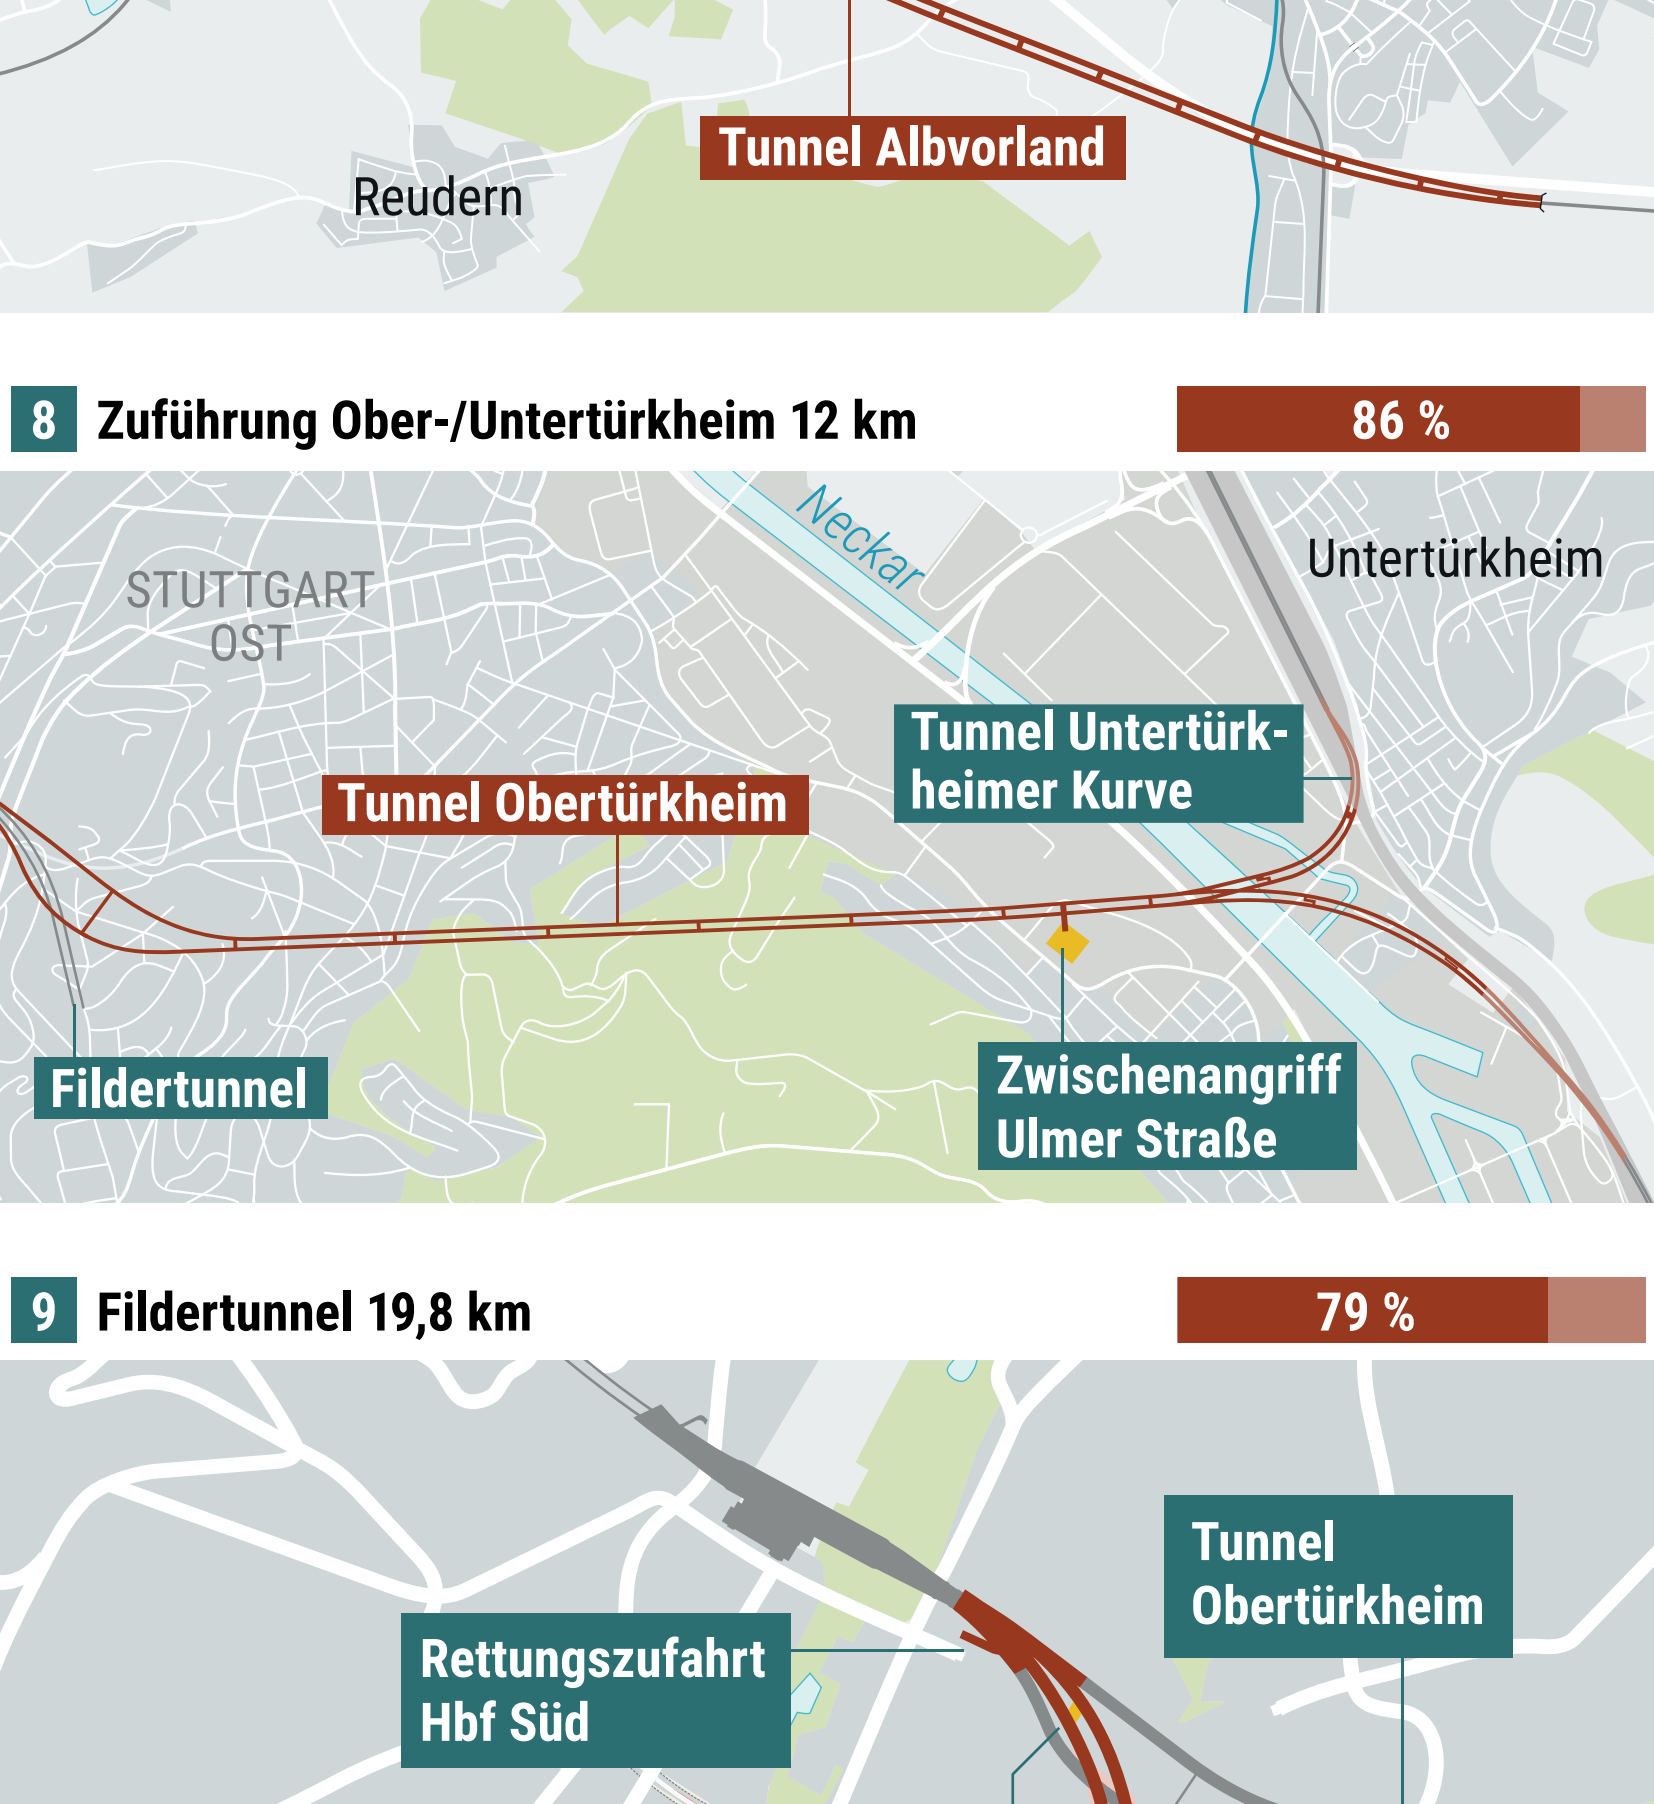 Tunnel Albvorland
Reudern
8 Zuführung Ober-/Untertürkheim 12 km 86 %
Neckar
Untertürkheim
STUTTGART
OST
Tunnel Untertürk-
heimer Kurve
Tunnel Obertürkheim
Fildertunnel
Zwischenangriff
Ulmer Straße
9 Fildertunnel 19,8 km 79 %
Tunnel
Obertürkheim
Rettungszufahrt
Hbf Süd